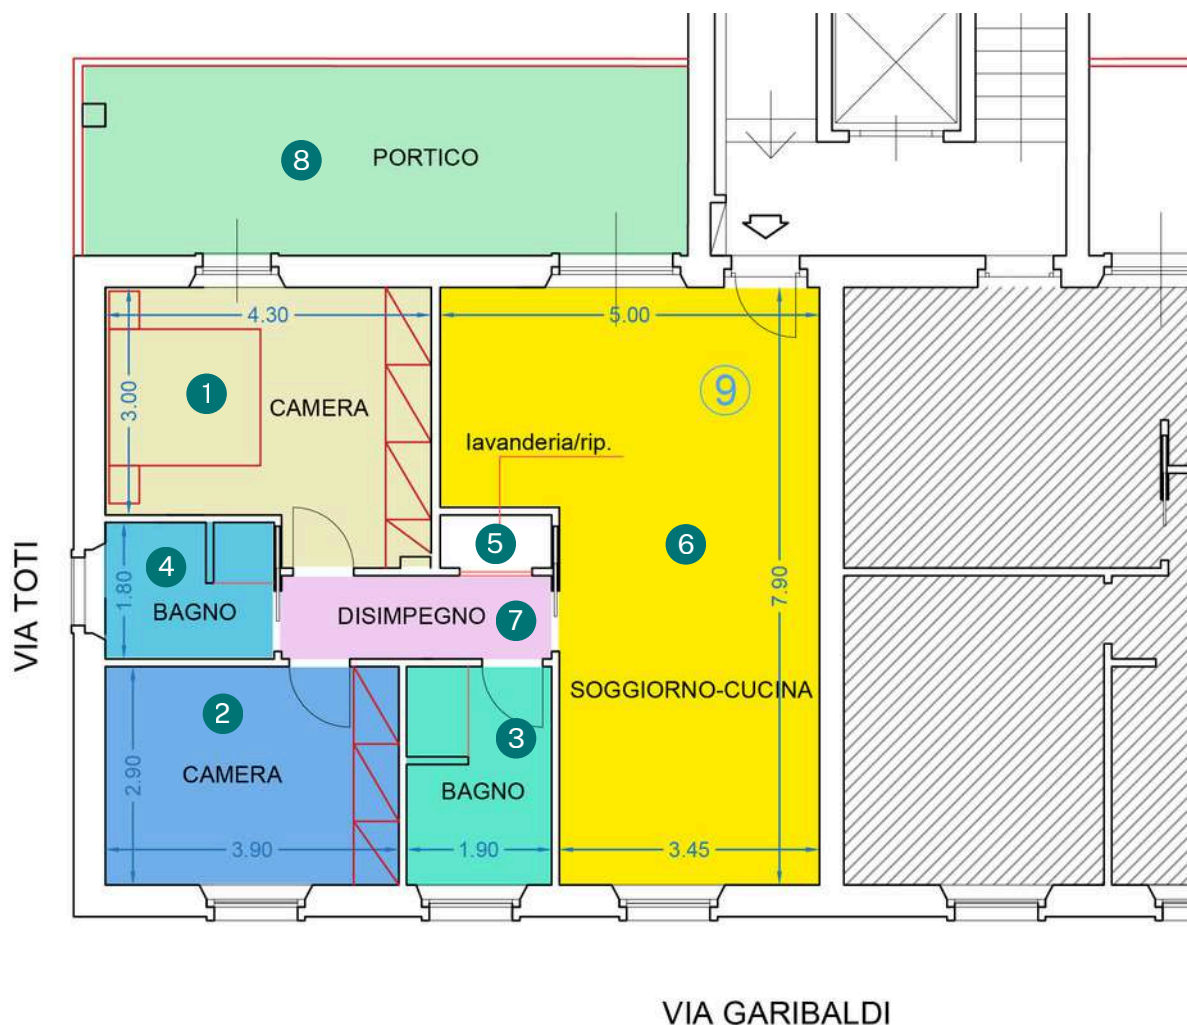 8 PORTICO
4.30
5.00
9
1
3.00
CAMERA
lavanderia/rip.
5
6
4
1.80
BAGNO
DISIMPEGNO 7
7.90
VIA TOTI
SOGGIORNO-CUCINA
2
3
2.90
CAMERA
BAGNO
3.90
1.90
3.45
VIA GARIBALDI